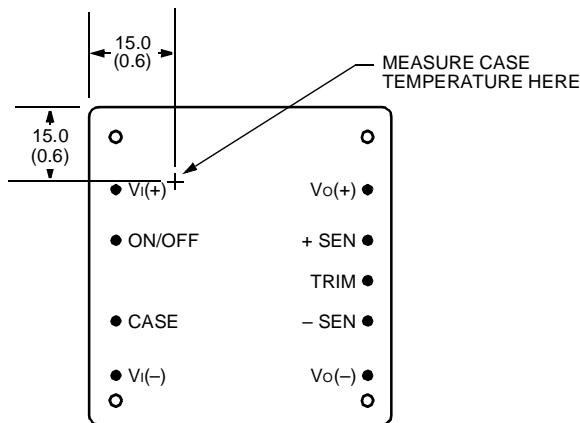 15.0
(0.6)
MEASURE CASE
TEMPERATURE HERE
15.0
(0.6)
VI(+)
VO(+)
ON/OFF
+ SEN
TRIM
CASE
– SEN
VI(–)
VO(–)